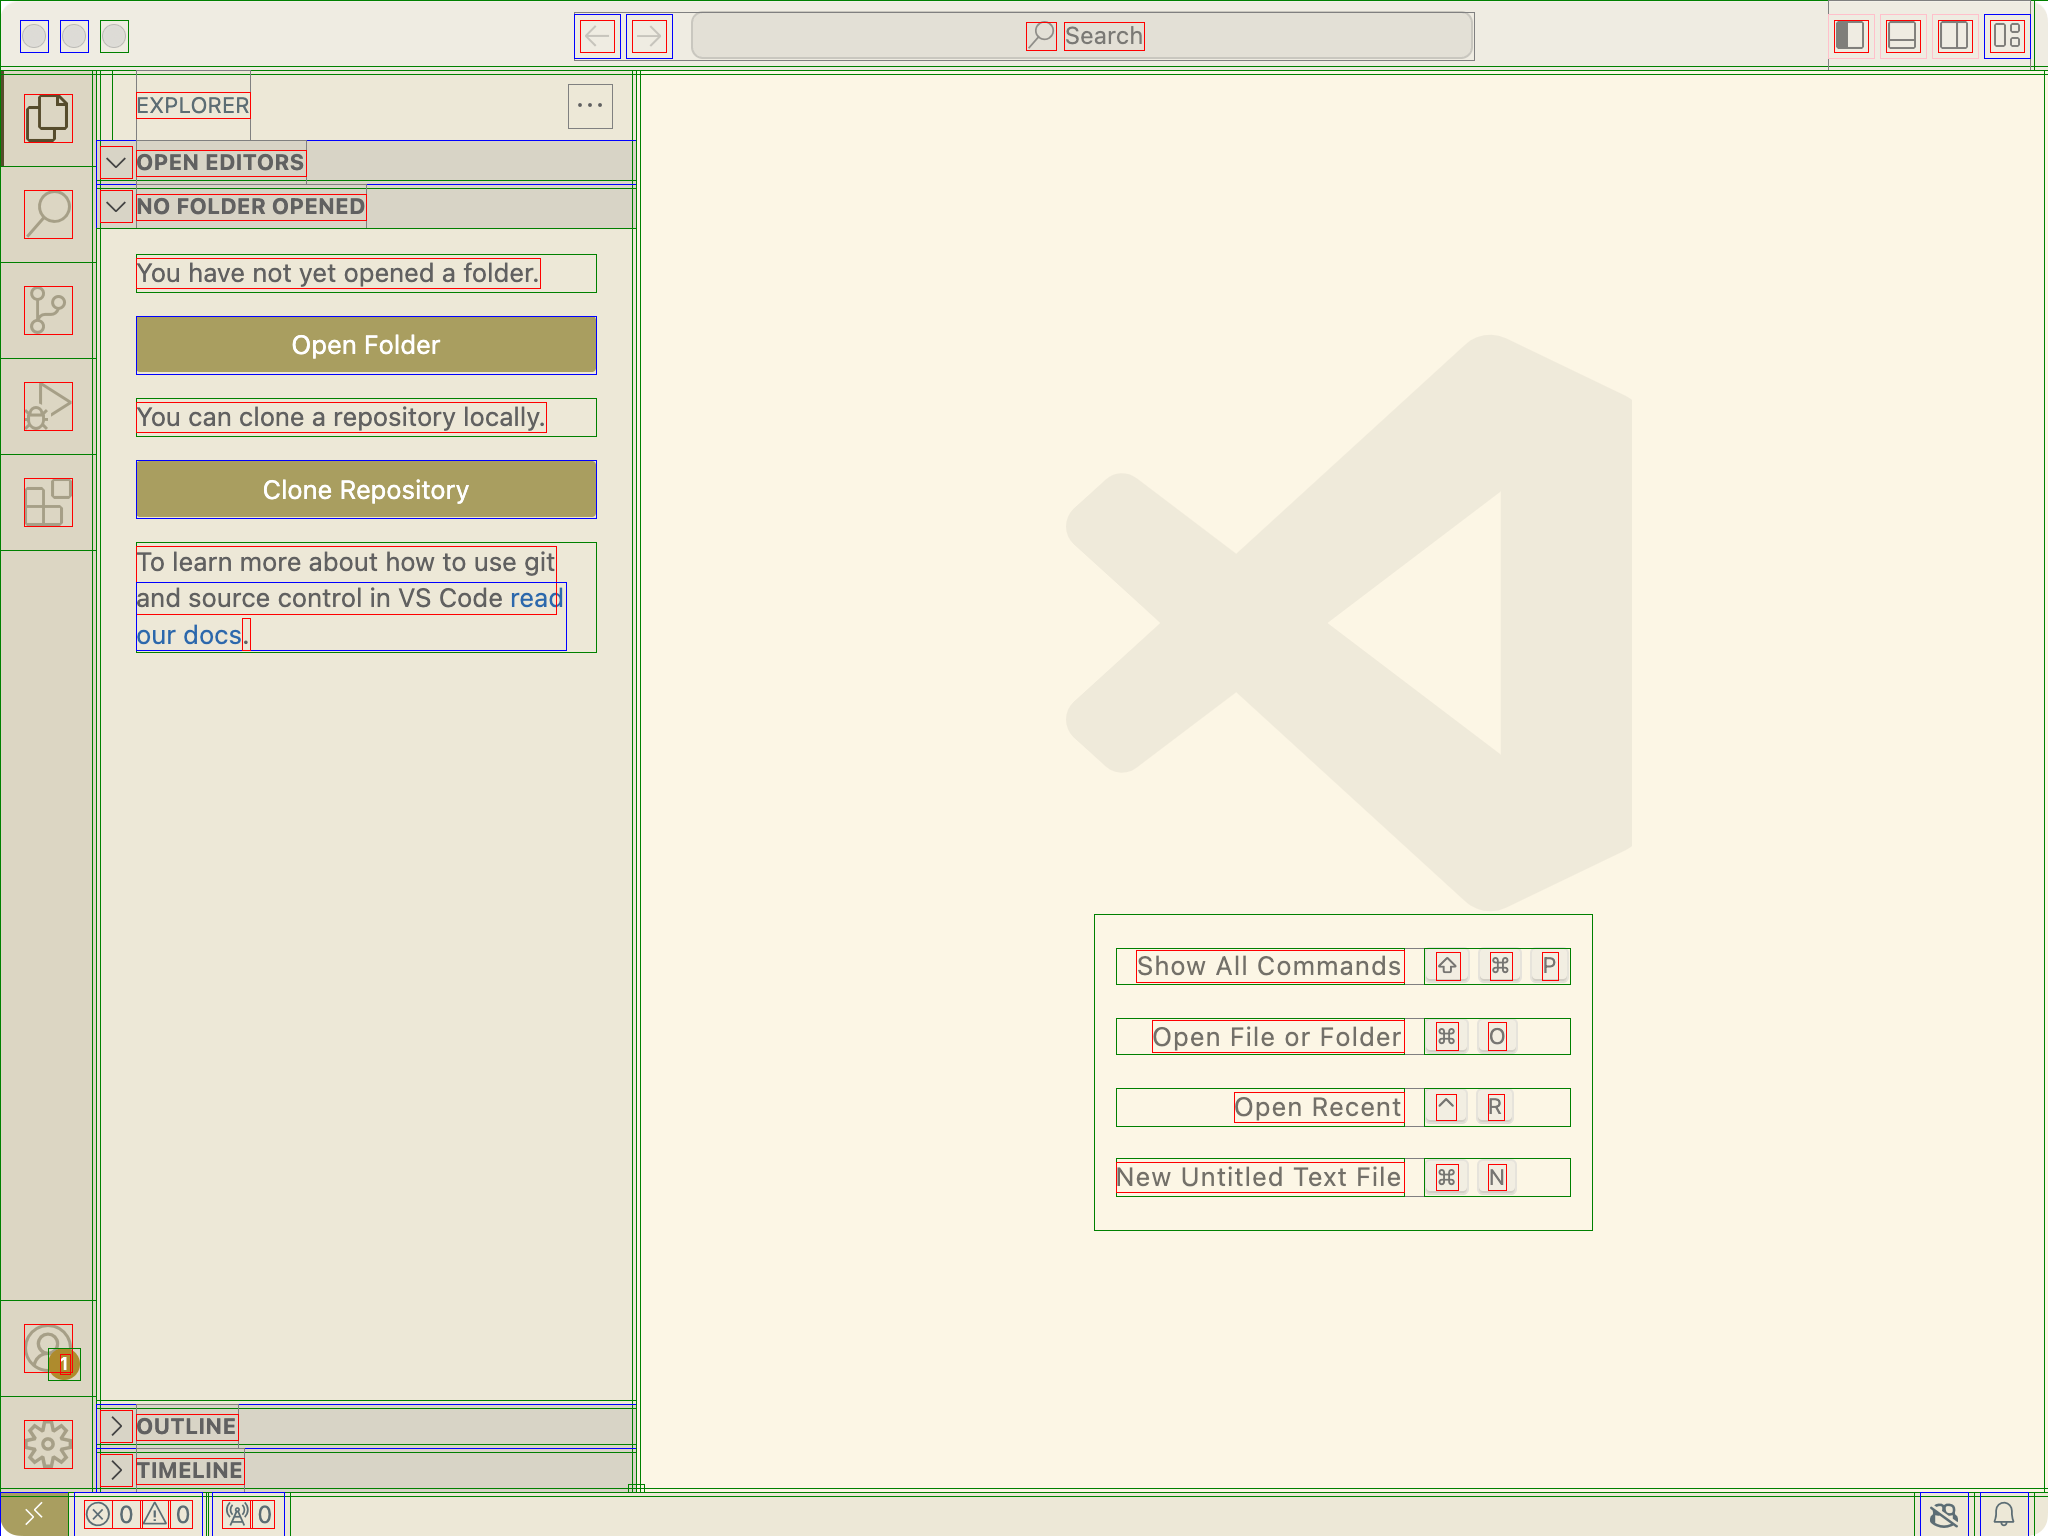 Search
EXPLORER
OPEN EDITORS
NO FOLDER OPENED
You have not yet opened a folder.
Open Folder
You can clone a repository locally.
Clone Repository
To learn more about how to use git
and source control in VS Code read
our docs.
Show All Commands ⇧ ⌘ P
Open File or Folder ⌘ O
Open Recent ^ R
New Untitled Text File ⌘ N
1
OUTLINE
TIMELINE
0 0 0